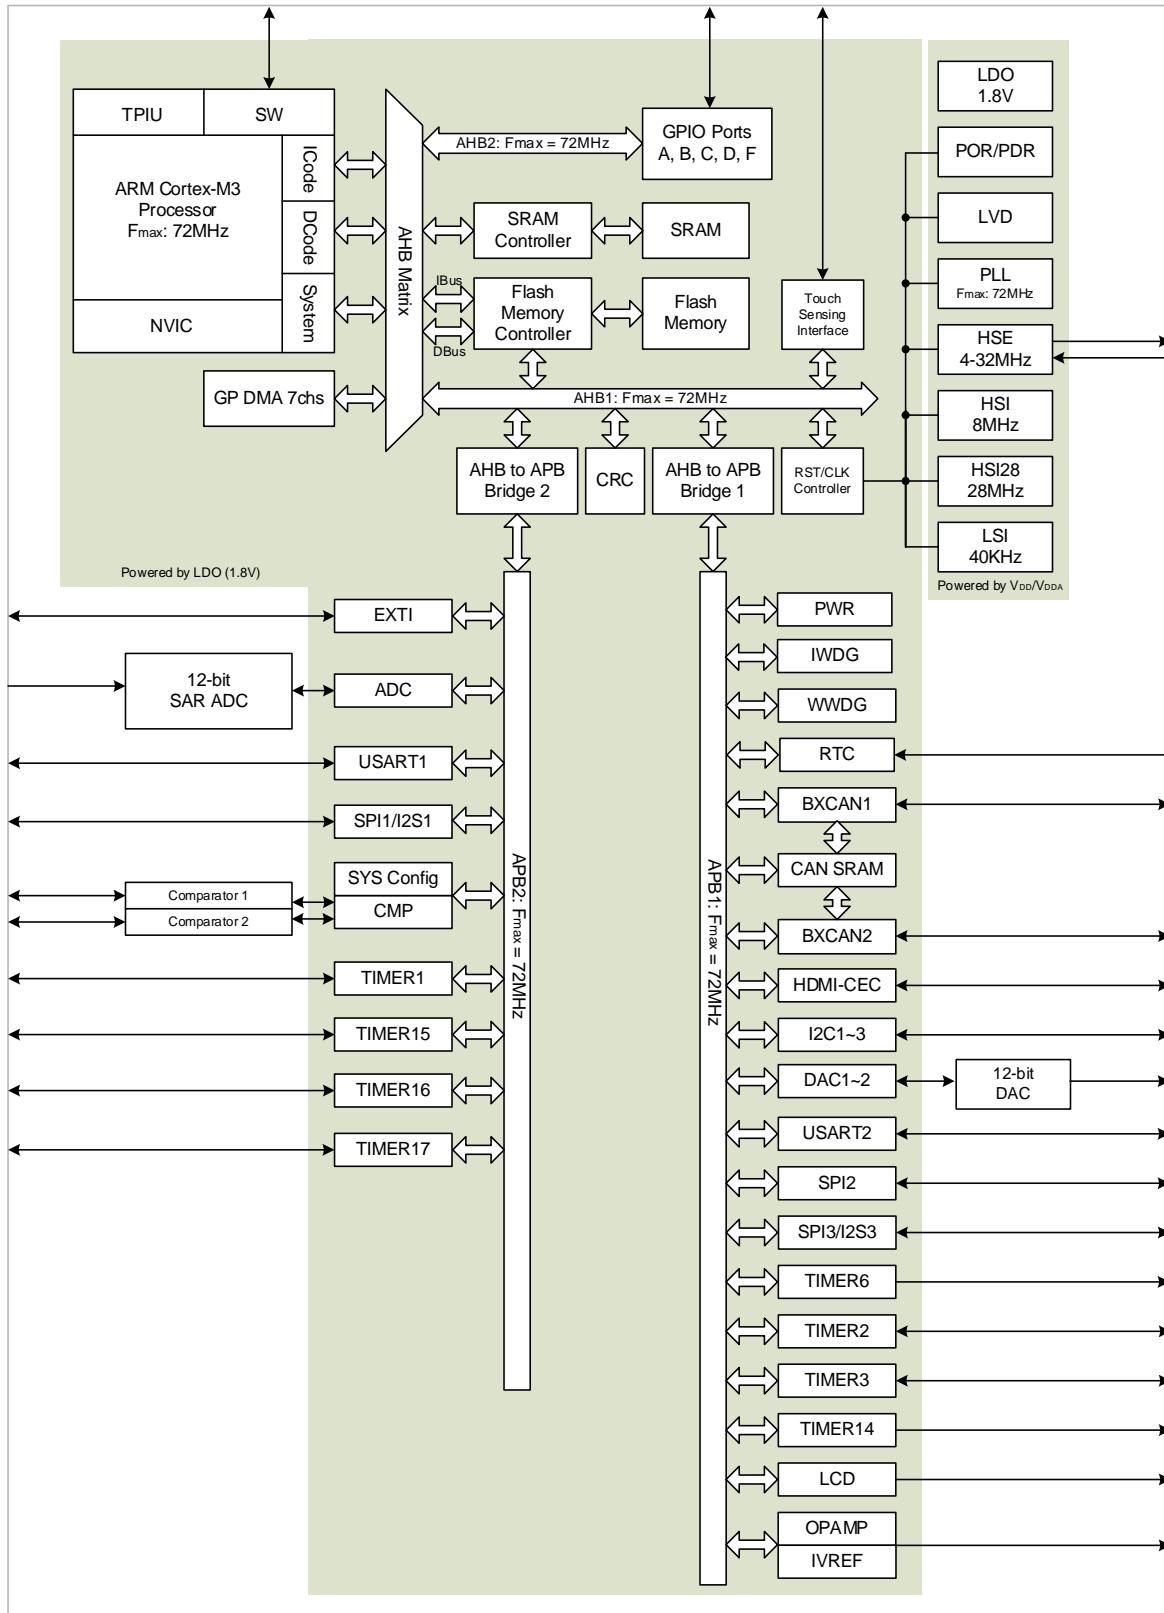 TPIU
SW
ARM Cortex-M3
Processor
Fmax: 72MHz
ICode
DCode
System
NVIC
GP DMA 7chs
AHB Matrix
AHB2: Fmax = 72MHz
GPIO Ports
A, B, C, D, F
SRAM
Controller
SRAM
IBus
DBus
Flash
Memory
Controller
Flash
Memory
Touch
Sensing
Interface
AHB1: Fmax = 72MHz
AHB to APB
Bridge 2
CRC
AHB to APB
Bridge 1
RST/CLK
Controller
LDO
1.8V
POR/PDR
LVD
PLL
Fmax: 72MHz
HSE
4-32MHz
HSI
8MHz
HSI28
28MHz
LSI
40KHz
Powered by VDD/VDDA
Powered by LDO (1.8V)
EXTI
12-bit
SAR ADC
ADC
USART1
SPI1/I2S1
Comparator 1
Comparator 2
SYS Config
CMP
TIMER1
TIMER15
TIMER16
TIMER17
APB2: Fmax = 72MHz
APB1: Fmax = 72MHz
PWR
IWDG
WWDG
RTC
BXCAN1
CAN SRAM
BXCAN2
HDMI-CEC
I2C1~3
DAC1~2
12-bit
DAC
USART2
SPI2
SPI3/I2S3
TIMER6
TIMER2
TIMER3
TIMER14
LCD
OPAMP
IVREF